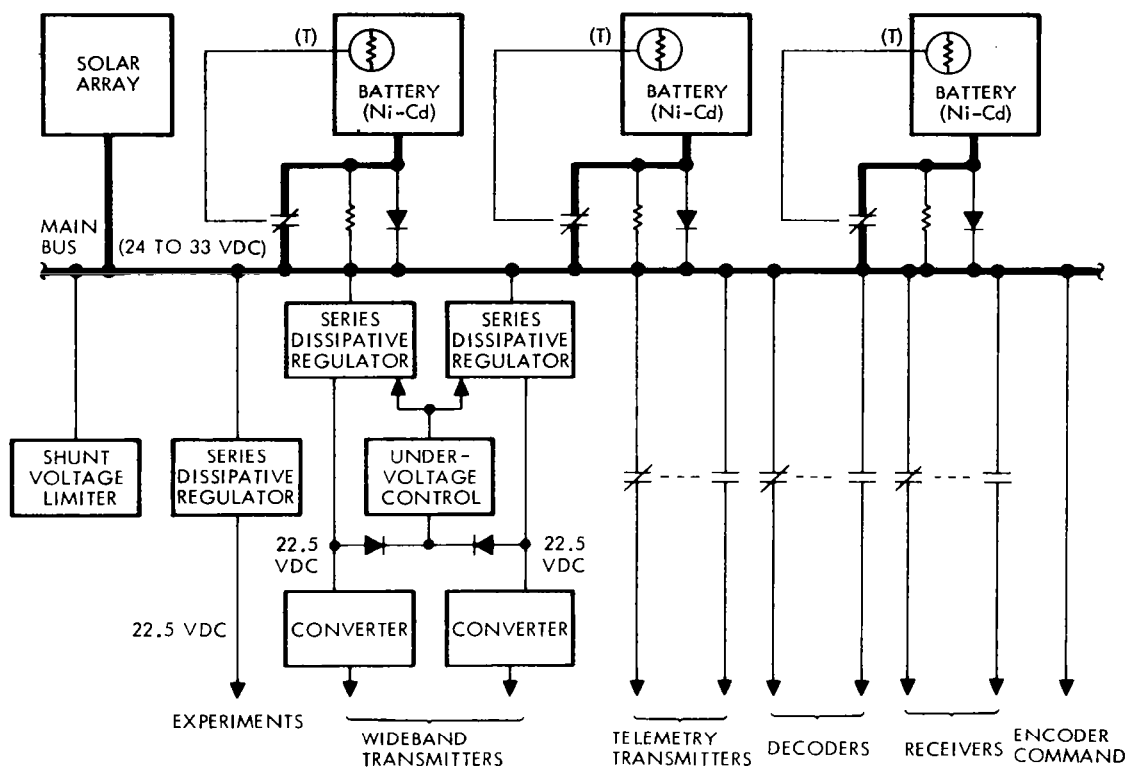 SOLAR
ARRAY
(T)
BATTERY
(Ni-Cd)
(T)
BATTERY
(Ni-Cd)
(T)
BATTERY
(Ni-Cd)
MAIN
BUS
(24 TO 33 VDC)
SERIES
DISSIPATIVE
REGULATOR
SERIES
DISSIPATIVE
REGULATOR
SHUNT
VOLTAGE
LIMITER
SERIES
DISSIPATIVE
REGULATOR
UNDER-
VOLTAGE
CONTROL
22.5
VDC
22.5
VDC
22.5 VDC
CONVERTER
CONVERTER
EXPERIMENTS
WIDEBAND
TRANSMITTERS
TELEMETRY
TRANSMITTERS
DECODERS
RECEIVERS
ENCODER
COMMAND